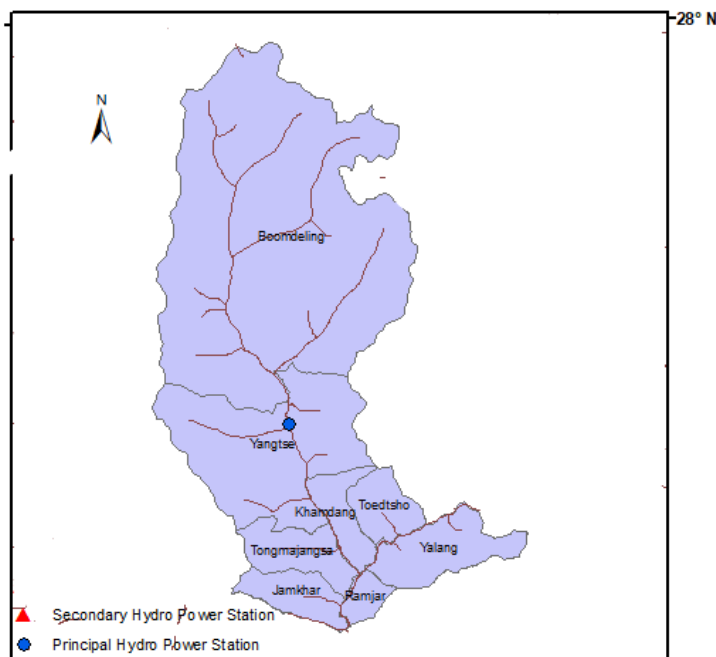 28° N
N
Boomdeling
Yangtse
Toedtsho
Khamdang
Tongmajangsa
Yalang
Jamkhar
Ramjar
Secondary Hydro Power Station
Principal Hydro Power Station